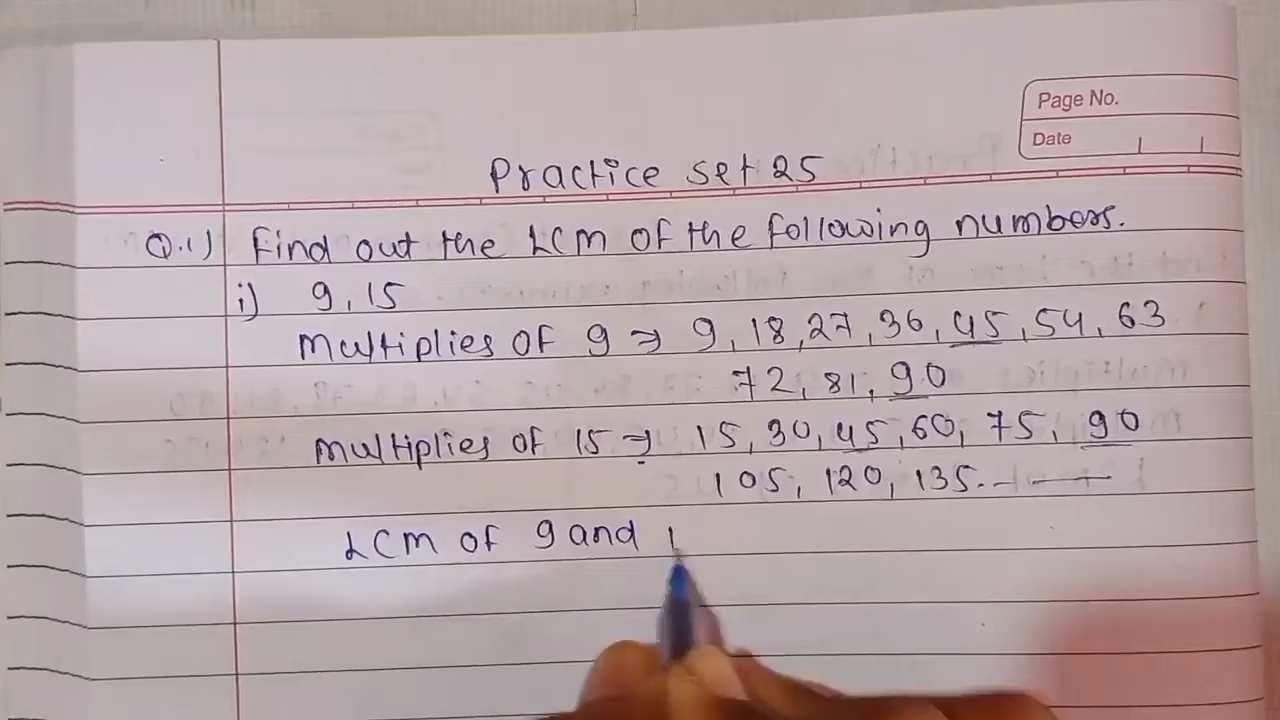 Page No.
Date
Practice set 25
Q.1) Find out the LCM of the following numbers.
i) 9, 15
Multiplies of 9 ⇒ 9, 18, 27, 36, 45, 54, 63
72, 81, 90
Multiplies of 15 ⇒ 15, 30, 45, 60, 75, 90
105, 120, 135.----
LCM of 9 and 1